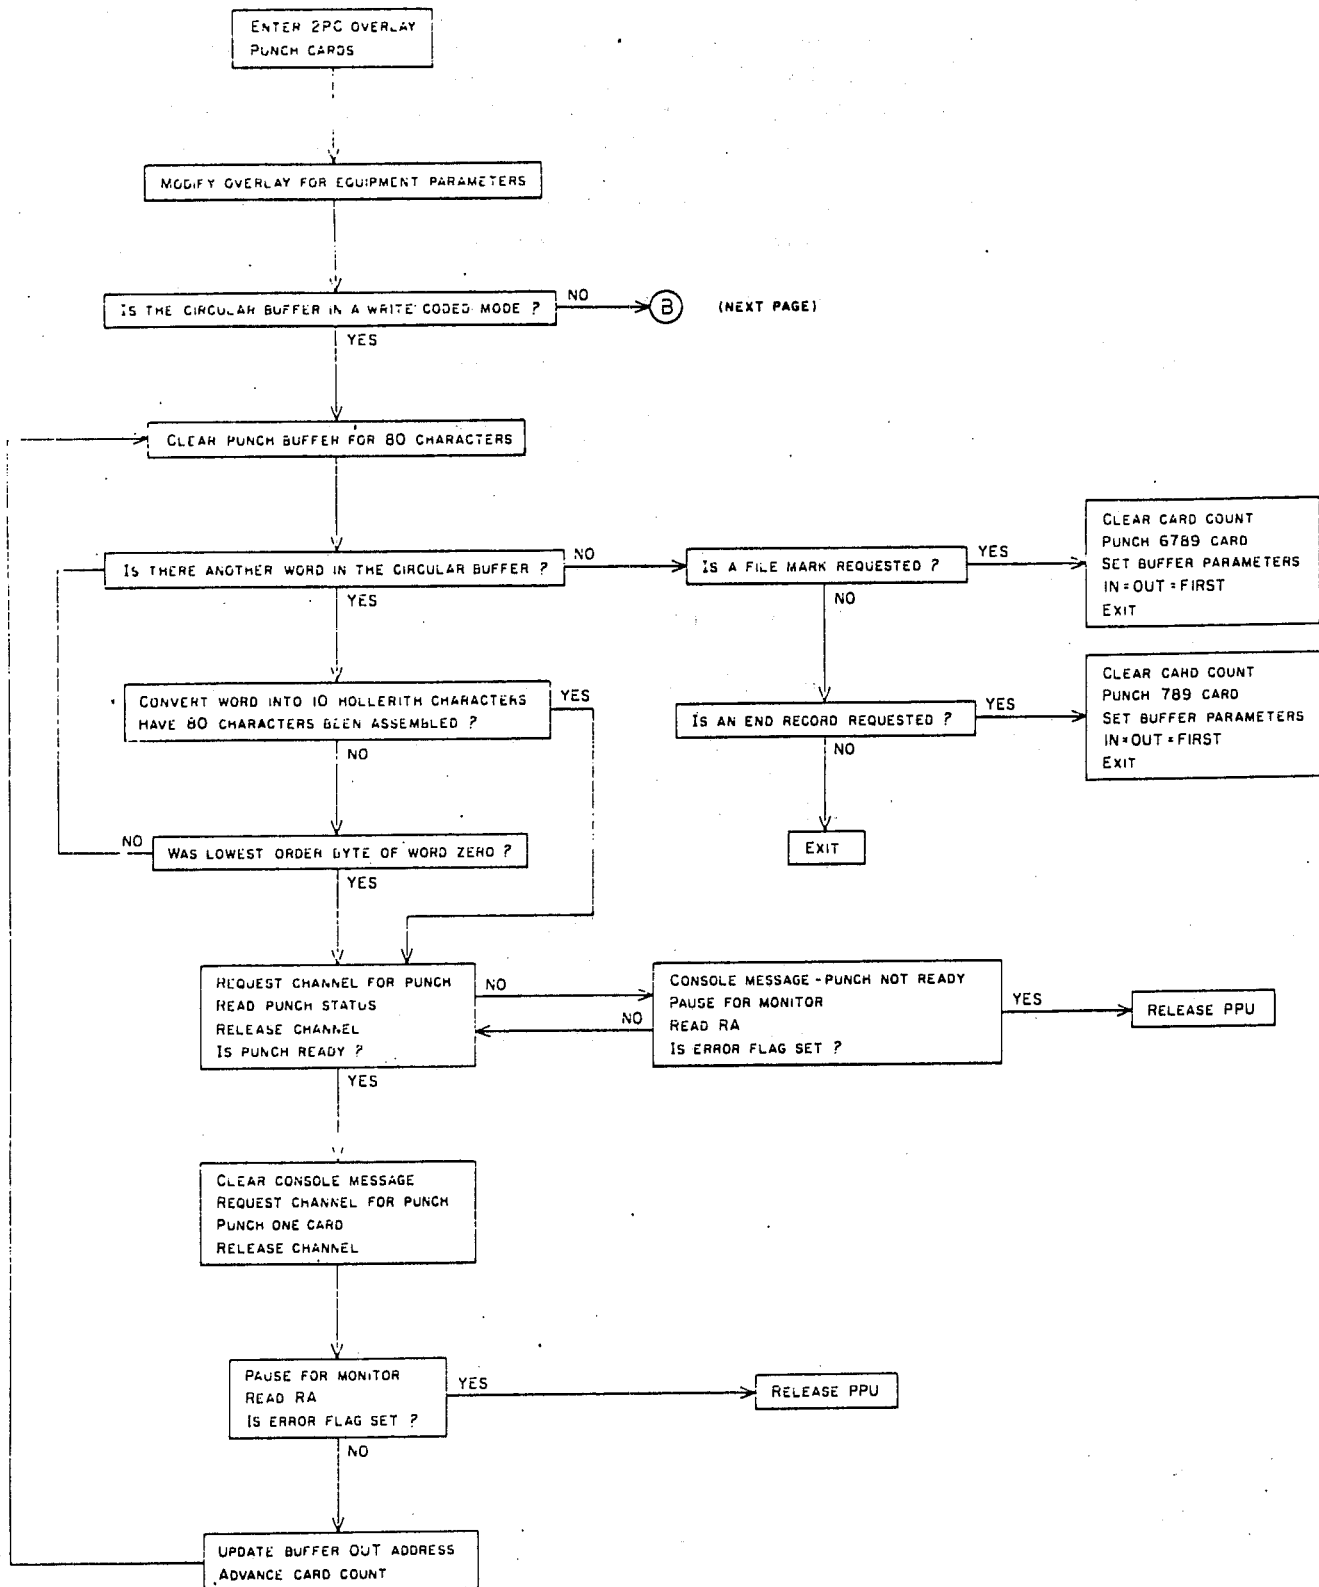 ENTER 2PC OVERLAY
PUNCH CARDS
MODIFY OVERLAY FOR EQUIPMENT PARAMETERS
IS THE CIRCULAR BUFFER IN A WRITE CODED MODE ?
NO
B
(NEXT PAGE)
YES
CLEAR PUNCH BUFFER FOR 80 CHARACTERS
IS THERE ANOTHER WORD IN THE CIRCULAR BUFFER ?
NO
IS A FILE MARK REQUESTED ?
YES
CLEAR CARD COUNT
PUNCH 6789 CARD
SET BUFFER PARAMETERS
IN=OUT=FIRST
EXIT
YES
NO
CONVERT WORD INTO 10 HOLLERITH CHARACTERS
HAVE 80 CHARACTERS BEEN ASSEMBLED ?
YES
IS AN END RECORD REQUESTED ?
YES
CLEAR CARD COUNT
PUNCH 789 CARD
SET BUFFER PARAMETERS
IN=OUT=FIRST
EXIT
NO
NO
NO
WAS LOWEST ORDER BYTE OF WORD ZERO ?
EXIT
YES
REQUEST CHANNEL FOR PUNCH
READ PUNCH STATUS
RELEASE CHANNEL
IS PUNCH READY ?
NO
NO
CONSOLE MESSAGE - PUNCH NOT READY
PAUSE FOR MONITOR
READ RA
IS ERROR FLAG SET ?
YES
RELEASE PPU
YES
CLEAR CONSOLE MESSAGE
REQUEST CHANNEL FOR PUNCH
PUNCH ONE CARD
RELEASE CHANNEL
PAUSE FOR MONITOR
READ RA
IS ERROR FLAG SET ?
YES
RELEASE PPU
NO
UPDATE BUFFER OUT ADDRESS
ADVANCE CARD COUNT